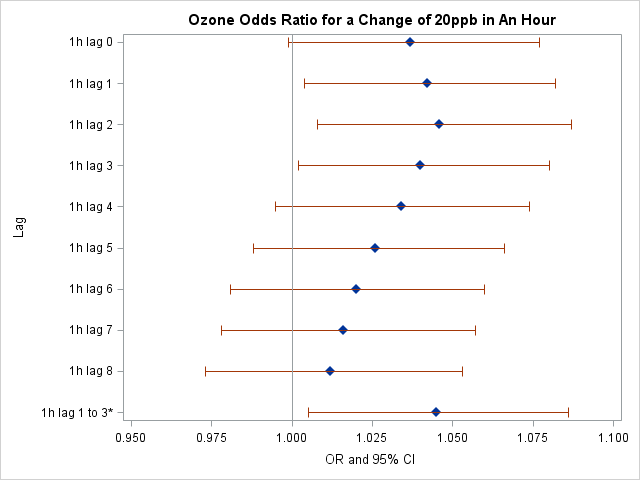 Ozone Odds Ratio for a Change of 20ppb in An Hour
1h lag 0
1h lag 1
1h lag 2
1h lag 3
1h lag 4
1h lag 5
1h lag 6
1h lag 7
1h lag 8
1h lag 1 to 3*
Lag
0.950 0.975 1.000 1.025 1.050 1.075 1.100
OR and 95% CI